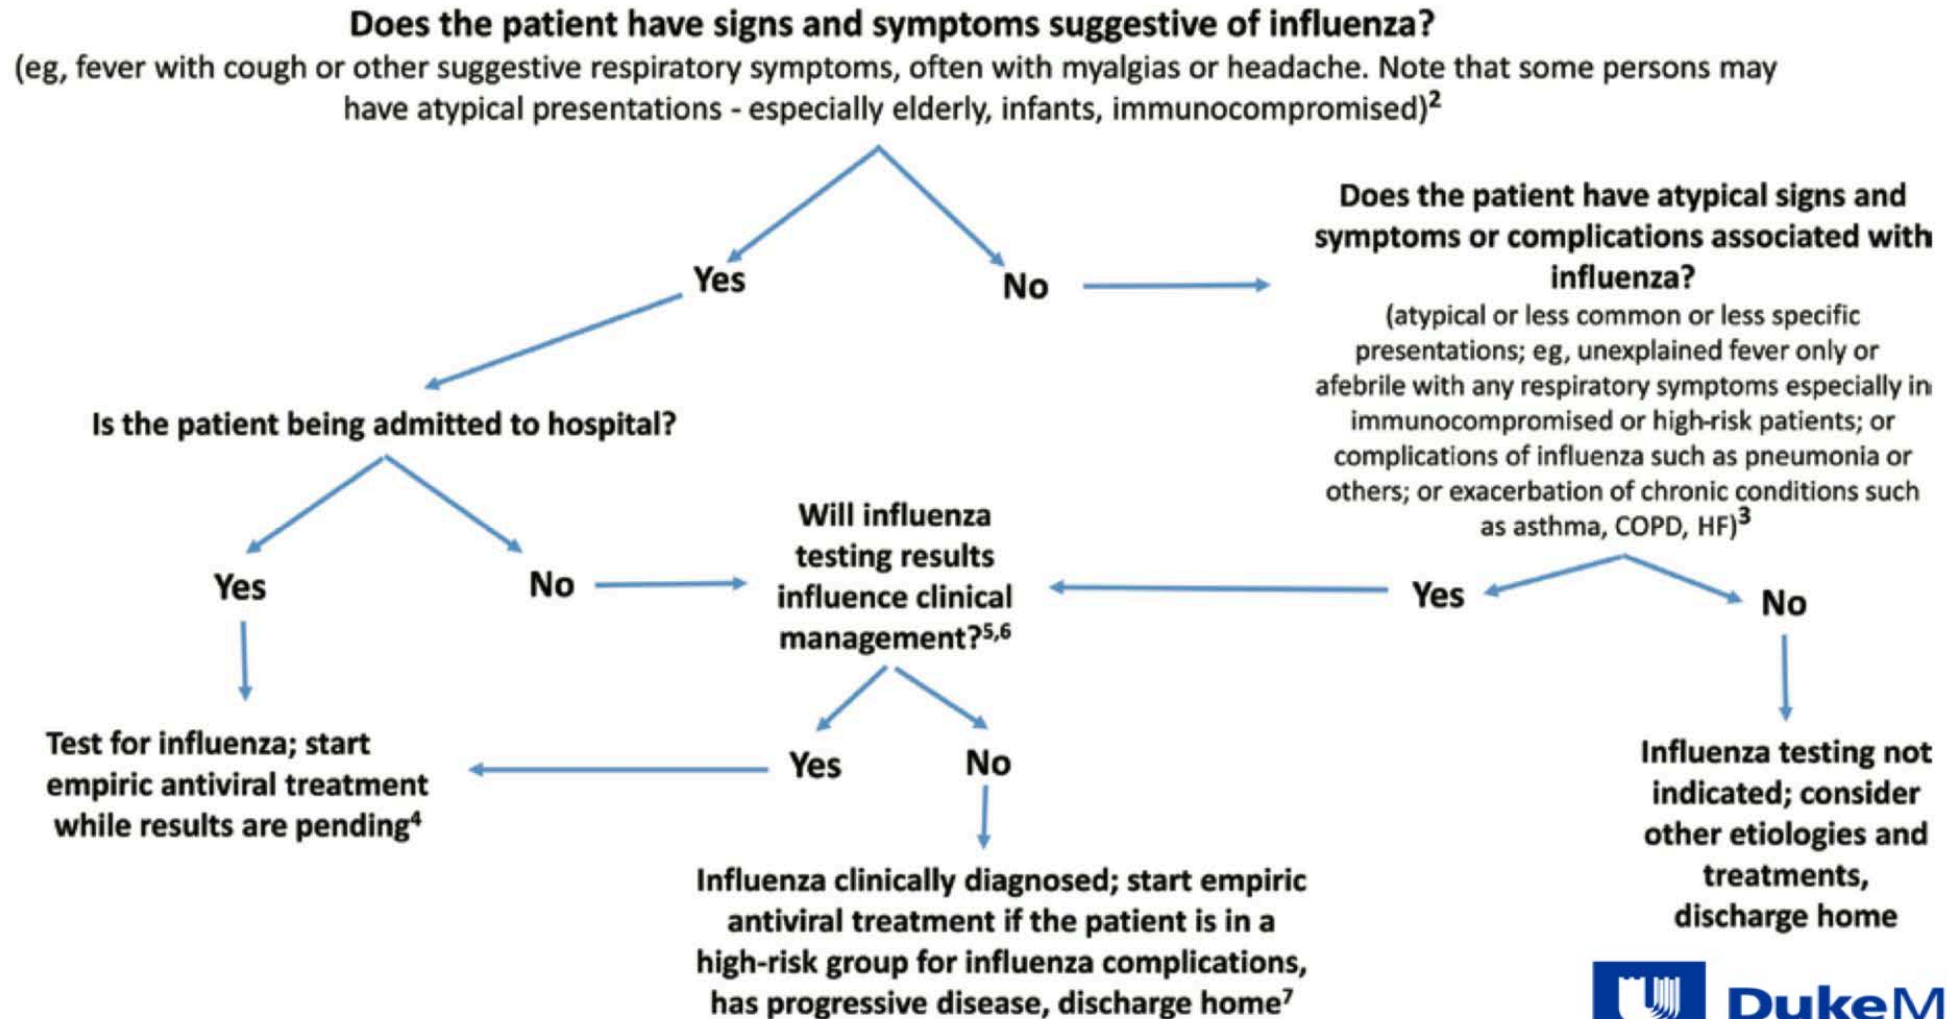 Does the patient have signs and symptoms suggestive of influenza?
(eg, fever with cough or other suggestive respiratory symptoms, often with myalgias or headache. Note that some persons may
have atypical presentations - especially elderly, infants, immunocompromised)²
Yes
No
Does the patient have atypical signs and
symptoms or complications associated with
influenza?
(atypical or less common or less specific
presentations; eg, unexplained fever only or
afebrile with any respiratory symptoms especially in
immunocompromised or high-risk patients; or
complications of influenza such as pneumonia or
others; or exacerbation of chronic conditions such
as asthma, COPD, HF)³
Is the patient being admitted to hospital?
Yes
No
Will influenza
testing results
influence clinical
management?⁵,⁶
Yes
No
Test for influenza; start
empiric antiviral treatment
while results are pending⁴
Yes
No
Influenza clinically diagnosed; start empiric
antiviral treatment if the patient is in a
high-risk group for influenza complications,
has progressive disease, discharge home⁷
Influenza testing not
indicated; consider
other etiologies and
treatments,
discharge home
DukeM